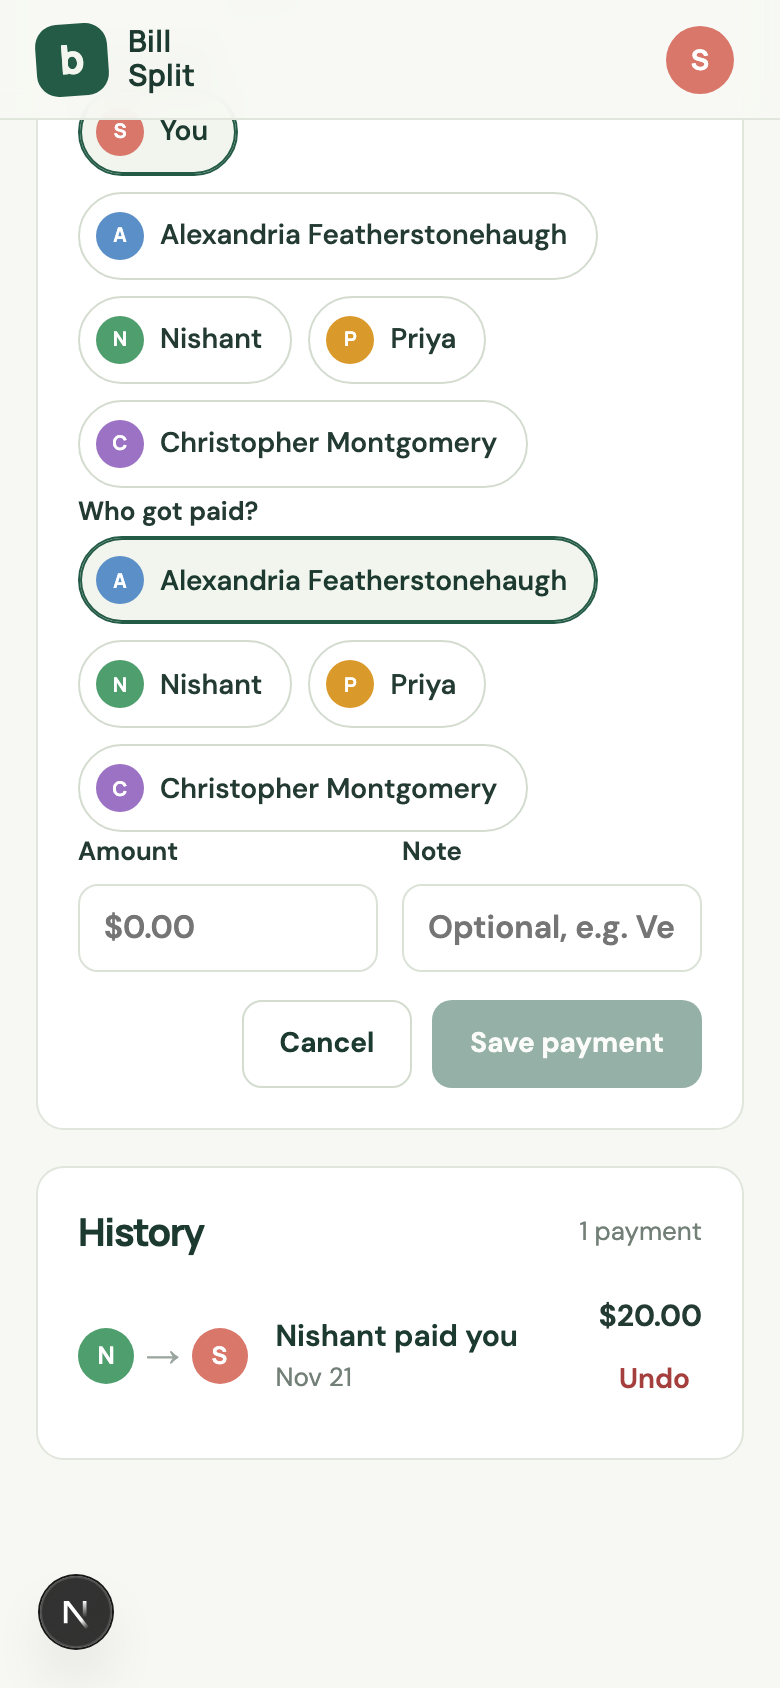 b
Bill
Split
S
S You
A Alexandria Featherstonehaugh
N Nishant P Priya
C Christopher Montgomery
Who got paid?
A Alexandria Featherstonehaugh
N Nishant P Priya
C Christopher Montgomery
Amount Note
$0.00 Optional, e.g. Ve
Cancel Save payment
History 1 payment
N → S Nishant paid you $20.00
Nov 21 Undo
N